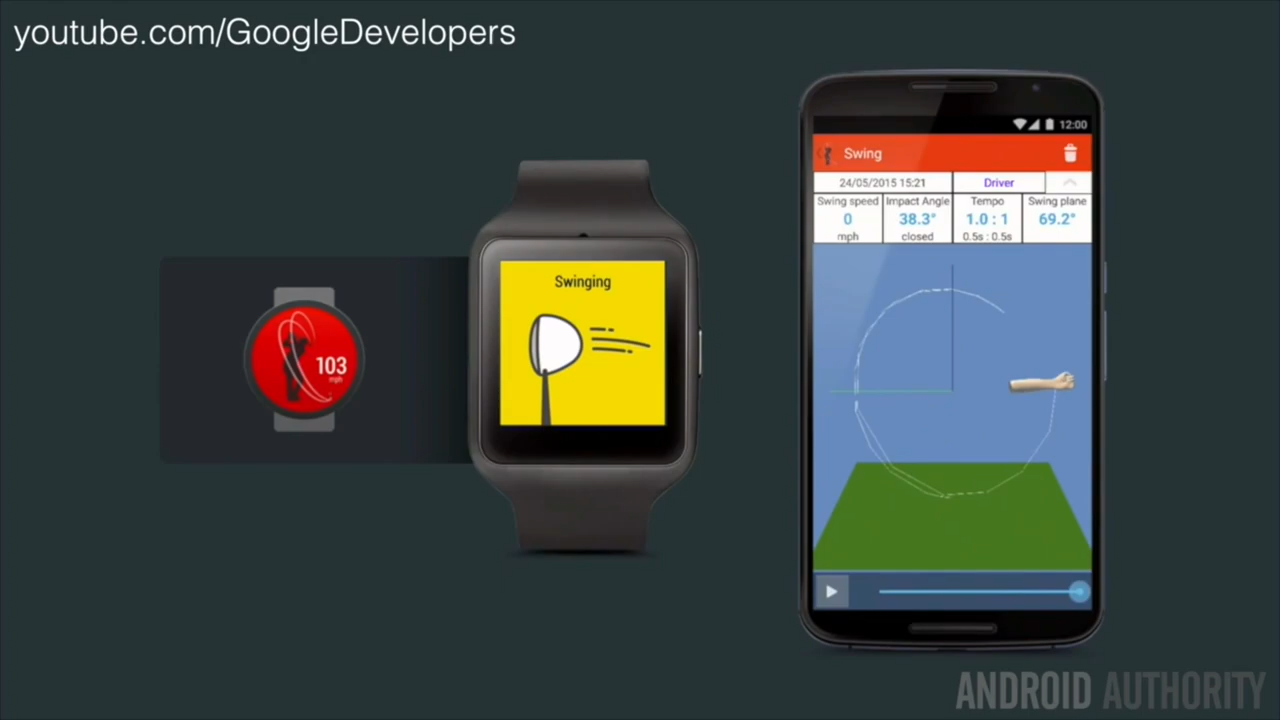 youtube.com/GoogleDevelopers
103
mph
Swinging
12:00
Swing
24/05/2015 15:21
Driver
Swing speed
0
mph
Impact Angle
38.3°
closed
Tempo
1.0 : 1
0.5s : 0.5s
Swing plane
69.2°
ANDROID AUTHORITY